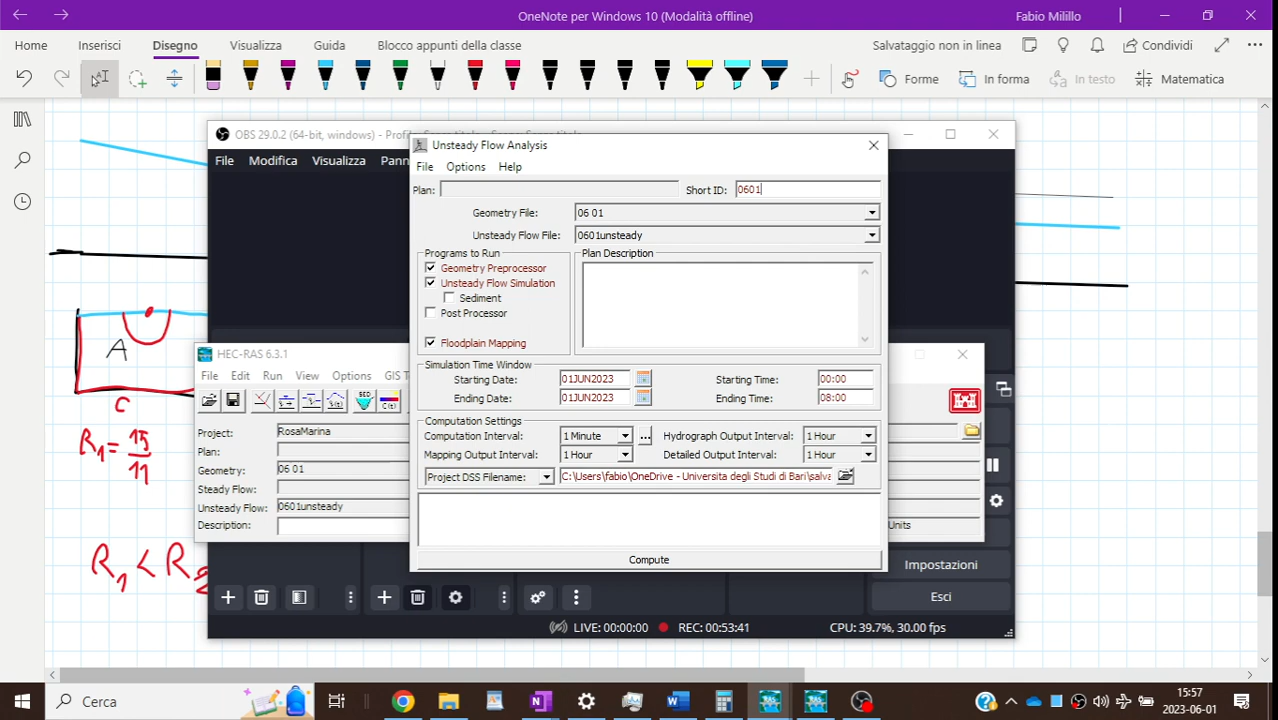 OneNote per Windows 10 (Modalità offline)
Fabio Milillo
Home Inserisci Disegno Visualizza Guida Blocco appunti della classe
Salvataggio non in linea Condividi
Forme In forma In testo Matematica
OBS 29.0.2 (64-bit, windows)
File Modifica Visualizza
Unsteady Flow Analysis
File Options Help
Plan: Short ID: 0601
Geometry File: 06 01
Unsteady Flow File: 0601unsteady
Programs to Run
Geometry Preprocessor
Unsteady Flow Simulation
Sediment
Post Processor
Floodplain Mapping
Plan Description
Simulation Time Window
Starting Date: 01JUN2023 Starting Time: 00:00
Ending Date: 01JUN2023 Ending Time: 08:00
Computation Settings
Computation Interval: 1 Minute ... Hydrograph Output Interval: 1 Hour
Mapping Output Interval: 1 Hour Detailed Output Interval: 1 Hour
Project DSS Filename: C:\Users\fabio\OneDrive - Universita degli Studi di Bari\salva
Compute
HEC-RAS 6.3.1
File Edit Run View Options GIS T
Project: RosaMarina
Plan:
Geometry: 06 01
Steady Flow:
Unsteady Flow: 0601unsteady
Description:
Units
A
C
R1 = 15
11
R1 < R2
Impostazioni
Esci
LIVE: 00:00:00 REC: 00:53:41 CPU: 39.7%, 30.00 fps
Cerca
15:57
2023-06-01